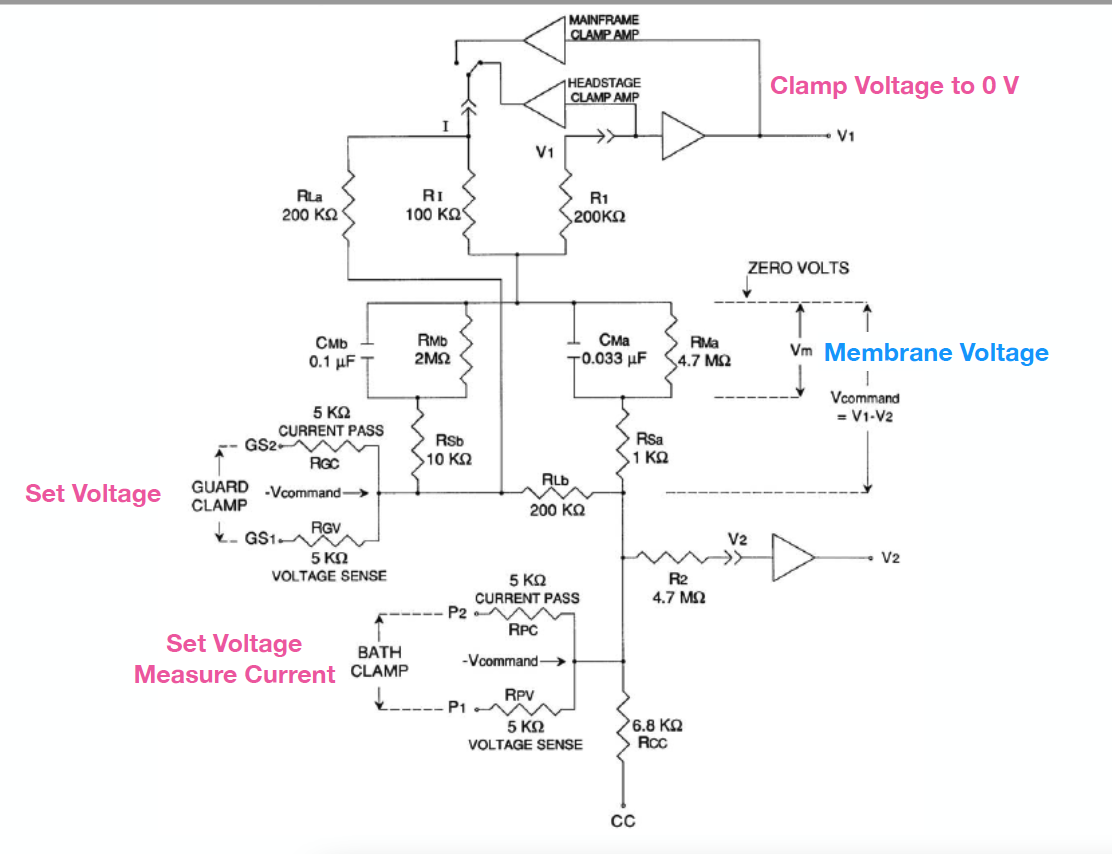 MAINFRAME
CLAMP AMP
Clamp Voltage to 0 V
HEADSTAGE
CLAMP AMP
I
V1
V1
RLa
200 KΩ
RI
100 KΩ
R1
200KΩ
ZERO VOLTS
CMb
0.1 µF
RMb
2MΩ
CMa
0.033 µF
RMa
4.7 MΩ
Vm
Membrane Voltage
Vcommand
= V1-V2
5 KΩ
CURRENT PASS
GS2
RGC
RSb
10 KΩ
RSa
1 KΩ
Set Voltage
GUARD
CLAMP
-Vcommand
RLb
200 KΩ
GS1
RGV
5 KΩ
VOLTAGE SENSE
V2
V2
R2
4.7 MΩ
5 KΩ
CURRENT PASS
P2
RPC
Set Voltage
Measure Current
BATH
CLAMP
-Vcommand
P1
RPV
5 KΩ
VOLTAGE SENSE
6.8 KΩ
RCC
CC